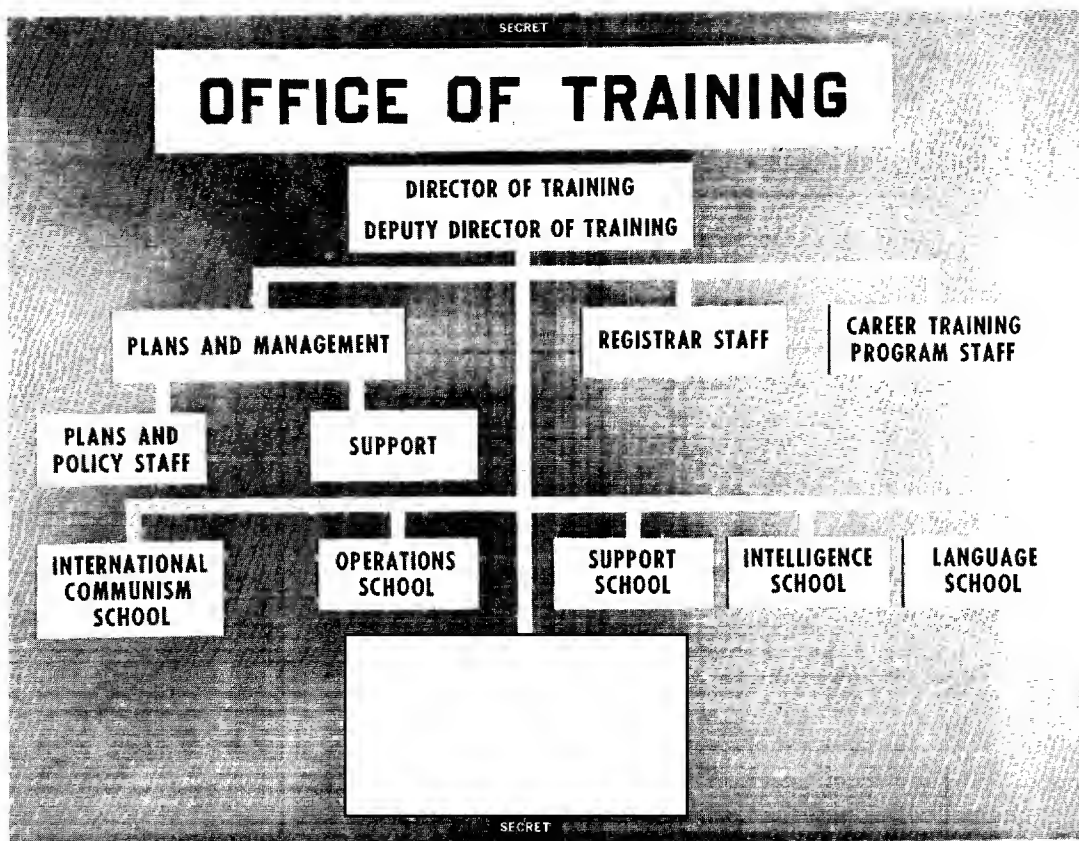 SECRET
OFFICE OF TRAINING
DIRECTOR OF TRAINING
DEPUTY DIRECTOR OF TRAINING
PLANS AND MANAGEMENT
REGISTRAR STAFF
CAREER TRAINING
PROGRAM STAFF
PLANS AND
POLICY STAFF
SUPPORT
INTERNATIONAL
COMMUNISM
SCHOOL
OPERATIONS
SCHOOL
SUPPORT
SCHOOL
INTELLIGENCE
SCHOOL
LANGUAGE
SCHOOL
SECRET